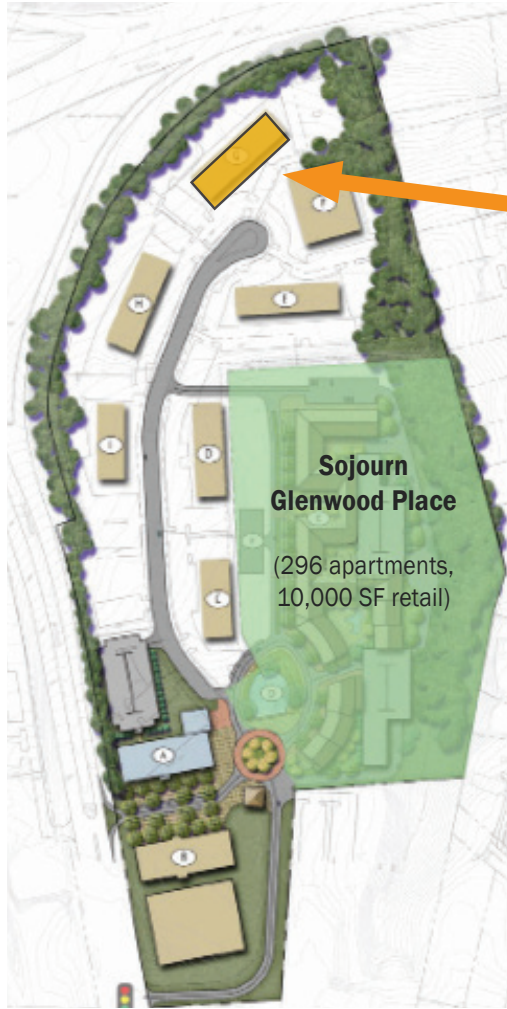 F
E
M
D
Sojourn
Glenwood Place
(296 apartments,
10,000 SF retail)
L
A
B